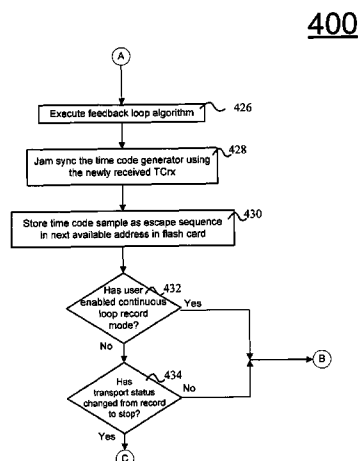 400
A
Execute feedback loop algorithm
426
Jam sync the time code generator using
the newly received TCrx
428
Store time code sample as escape sequence
in next available address in flash card
430
Has user
enabled continuous
loop record
mode?
432
Yes
No
B
Has
transport status
changed from record
to stop?
434
No
Yes
C